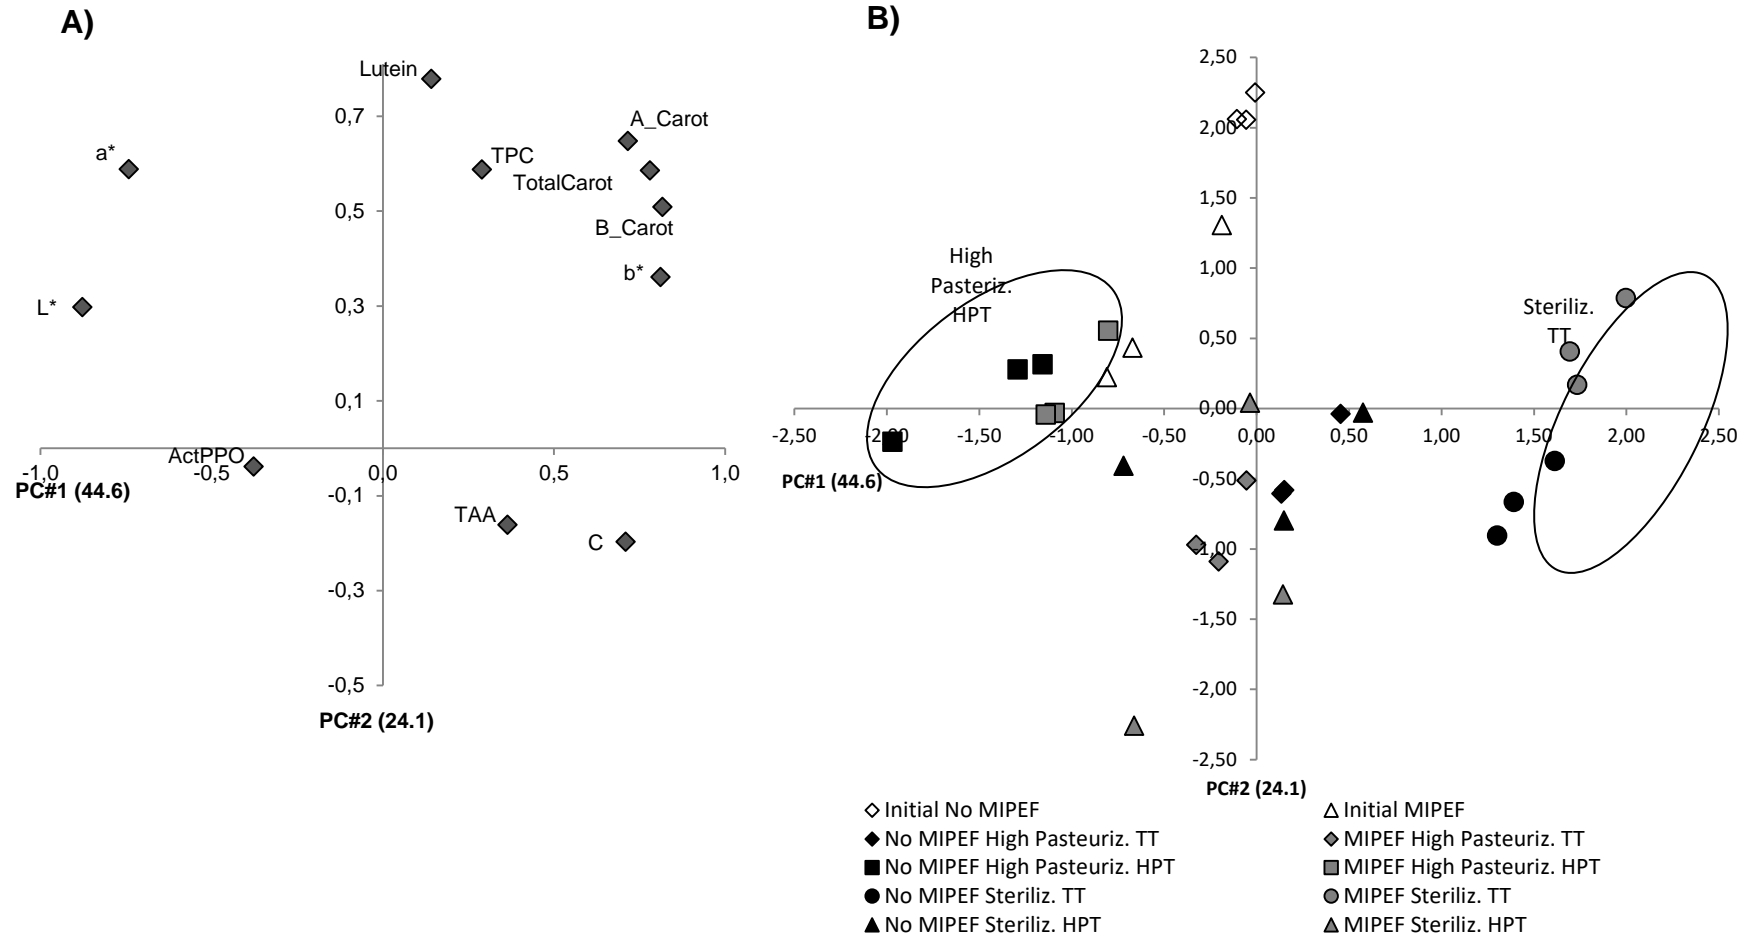 A)
Lutein
0,7
A_Carot
a*
TPC
TotalCarot
0,5
B_Carot
b*
L*
0,3
0,1
ActPPO
-1,0
-0,5
0,0
0,5
1,0
PC#1 (44.6)
-0,1
TAA
C
-0,3
-0,5
PC#2 (24.1)
B)
2,50
2,00
1,50
1,00
0,50
0,00
-0,50
-1,00
-1,50
-2,00
-2,50
High
Pasteriz.
HPT
Steriliz.
TT
-2,50
-2,00
-1,50
-1,00
-0,50
0,00
0,50
1,00
1,50
2,00
2,50
PC#1 (44.6)
PC#2 (24.1)
Initial No MIPEF
Initial MIPEF
No MIPEF High Pasteuriz. TT
MIPEF High Pasteuriz. TT
No MIPEF High Pasteuriz. HPT
MIPEF High Pasteuriz. HPT
No MIPEF Steriliz. TT
MIPEF Steriliz. TT
No MIPEF Steriliz. HPT
MIPEF Steriliz. HPT